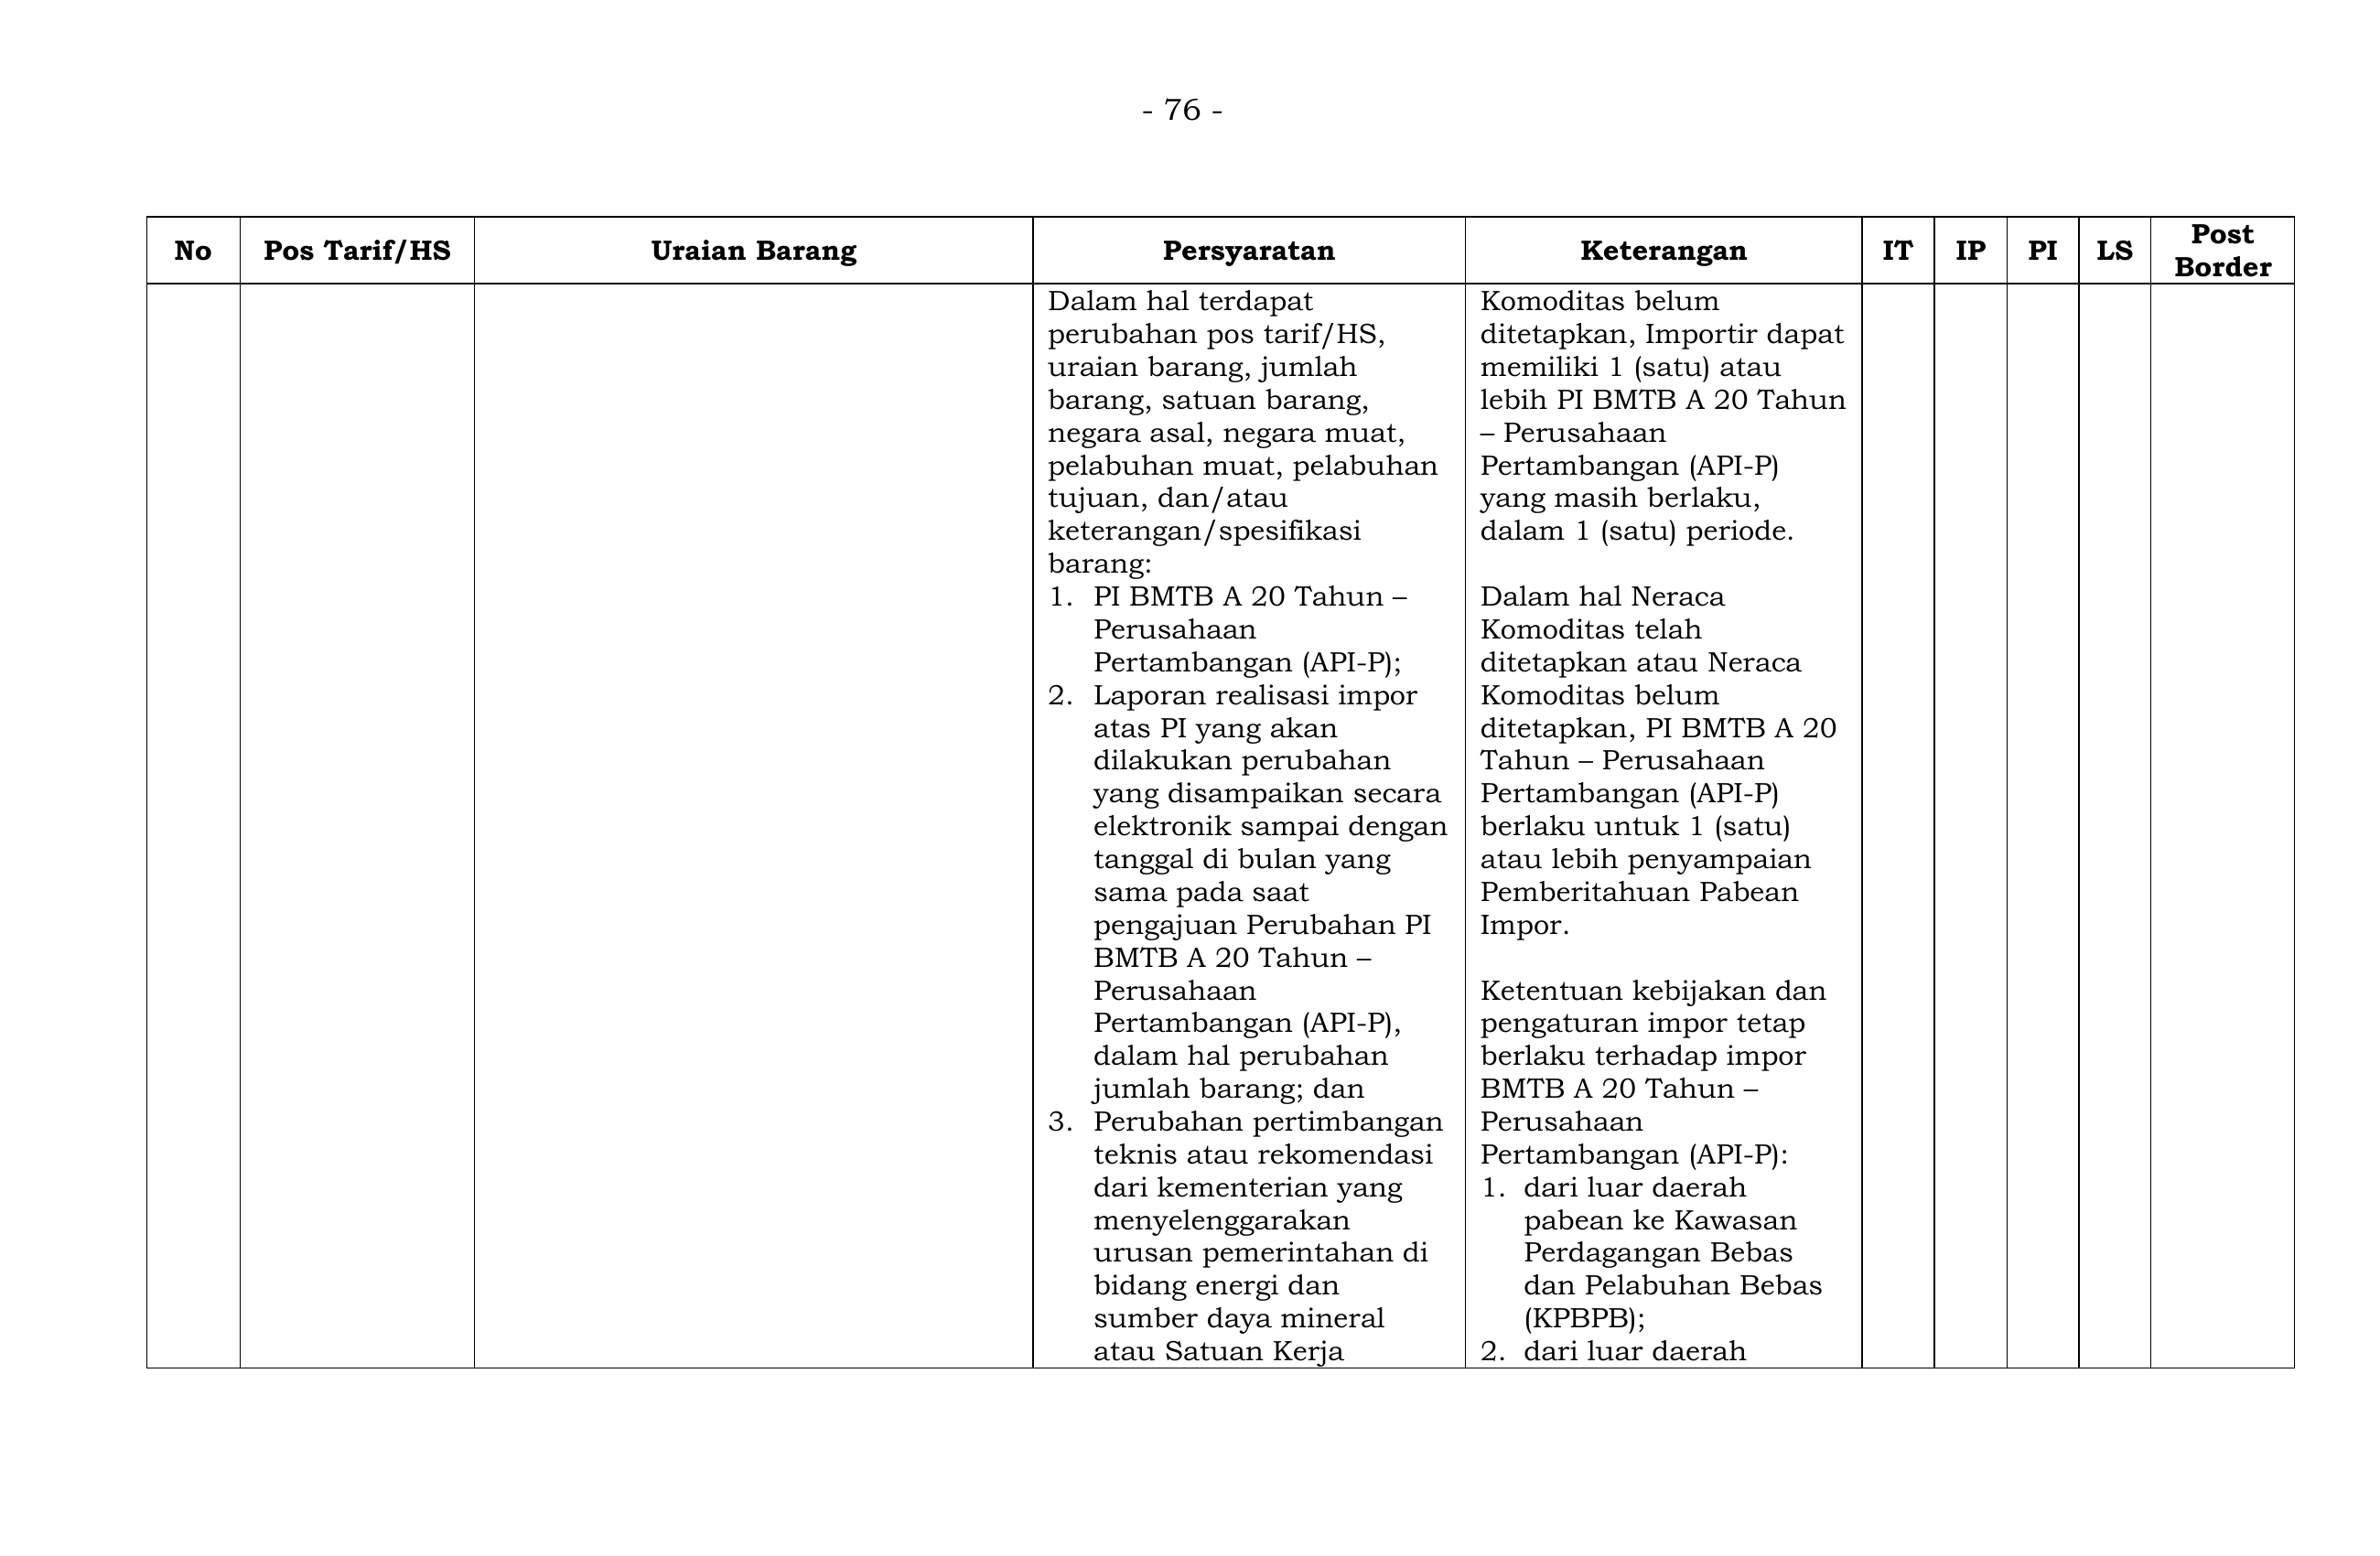 - 76 -
No
Pos Tarif/HS
Uraian Barang
Persyaratan
Keterangan
IT
IP
PI
LS
Post
Border
Dalam hal terdapat
perubahan pos tarif/HS,
uraian barang, jumlah
barang, satuan barang,
negara asal, negara muat,
pelabuhan muat, pelabuhan
tujuan, dan/atau
keterangan/spesifikasi
barang:
1. PI BMTB A 20 Tahun –
Perusahaan
Pertambangan (API-P);
2. Laporan realisasi impor
atas PI yang akan
dilakukan perubahan
yang disampaikan secara
elektronik sampai dengan
tanggal di bulan yang
sama pada saat
pengajuan Perubahan PI
BMTB A 20 Tahun –
Perusahaan
Pertambangan (API-P),
dalam hal perubahan
jumlah barang; dan
3. Perubahan pertimbangan
teknis atau rekomendasi
dari kementerian yang
menyelenggarakan
urusan pemerintahan di
bidang energi dan
sumber daya mineral
atau Satuan Kerja
Komoditas belum
ditetapkan, Importir dapat
memiliki 1 (satu) atau
lebih PI BMTB A 20 Tahun
– Perusahaan
Pertambangan (API-P)
yang masih berlaku,
dalam 1 (satu) periode.
Dalam hal Neraca
Komoditas telah
ditetapkan atau Neraca
Komoditas belum
ditetapkan, PI BMTB A 20
Tahun – Perusahaan
Pertambangan (API-P)
berlaku untuk 1 (satu)
atau lebih penyampaian
Pemberitahuan Pabean
Impor.
Ketentuan kebijakan dan
pengaturan impor tetap
berlaku terhadap impor
BMTB A 20 Tahun –
Perusahaan
Pertambangan (API-P):
1. dari luar daerah
pabean ke Kawasan
Perdagangan Bebas
dan Pelabuhan Bebas
(KPBPB);
2. dari luar daerah